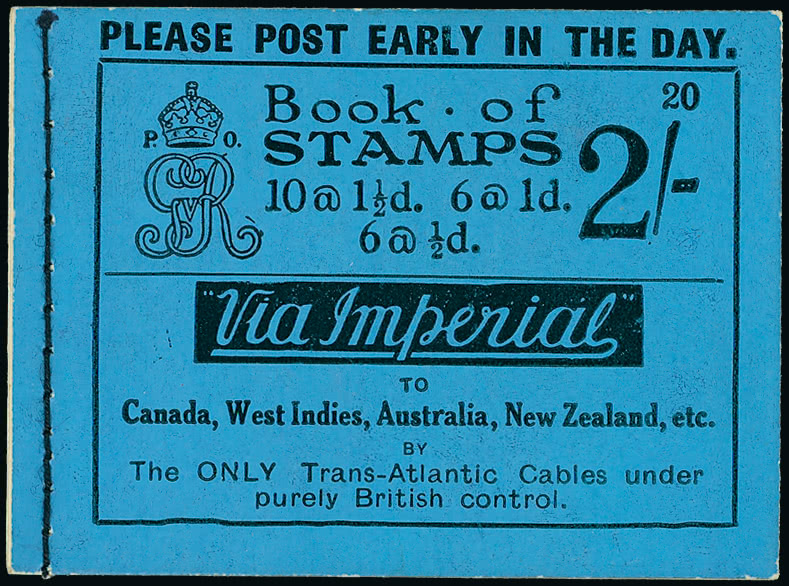 PLEASE POST EARLY IN THE DAY.
20
P. O.
GR
Book · of
STAMPS
2/-
10 @ 1½d. 6 @ 1d.
6 @ ½d.
"Via Imperial"
TO
Canada, West Indies, Australia, New Zealand, etc.
BY
The ONLY Trans-Atlantic Cables under
purely British control.